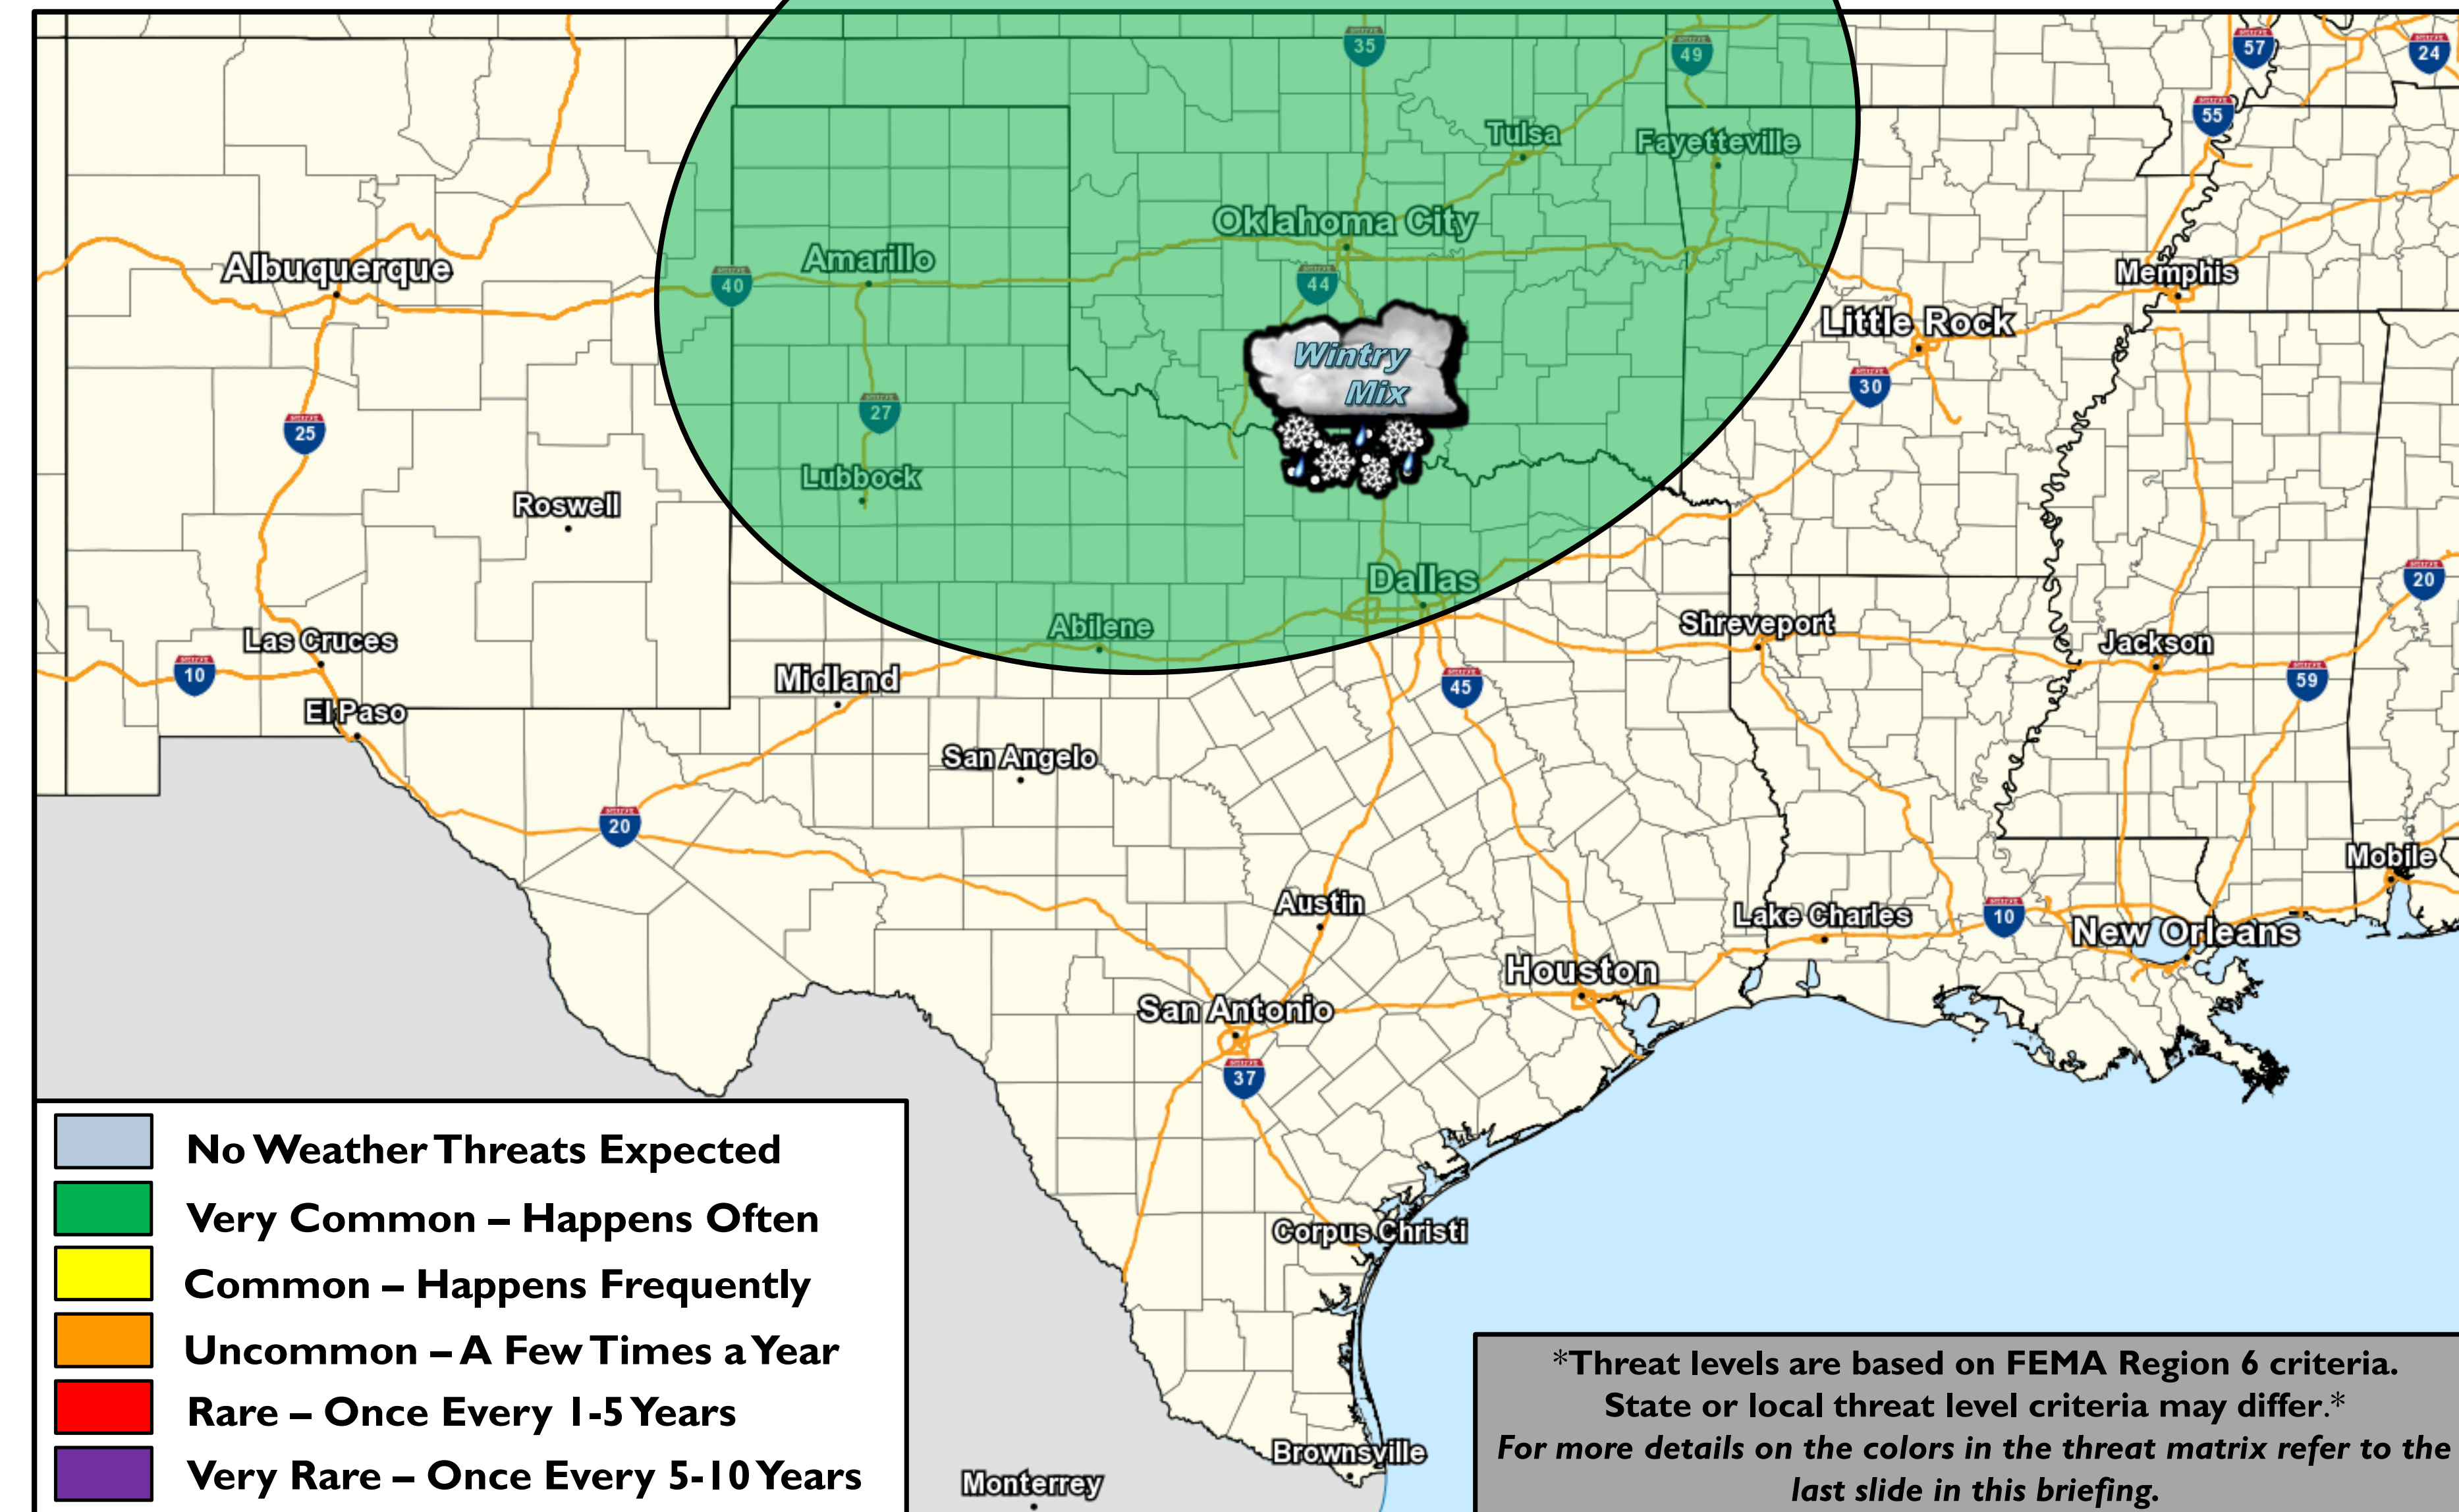 35
49
57
24
55
Tulsa
Fayetteville
Oklahoma City
Albuquerque
Amarillo
40
44
Memphis
Little Rock
Wintry
Mix
30
27
25
Lubbock
Roswell
Dallas
20
Abilene
Shreveport
Las Cruces
Jackson
10
Midland
45
59
El Paso
San Angelo
20
Mobile
Austin
Lake Charles
10
New Orleans
Houston
San Antonio
37
No Weather Threats Expected
Very Common – Happens Often
Corpus Christi
Common – Happens Frequently
Uncommon – A Few Times a Year
Rare – Once Every 1-5 Years
Very Rare – Once Every 5-10 Years
Brownsville
Monterrey
*Threat levels are based on FEMA Region 6 criteria.
State or local threat level criteria may differ.*
For more details on the colors in the threat matrix refer to the
last slide in this briefing.